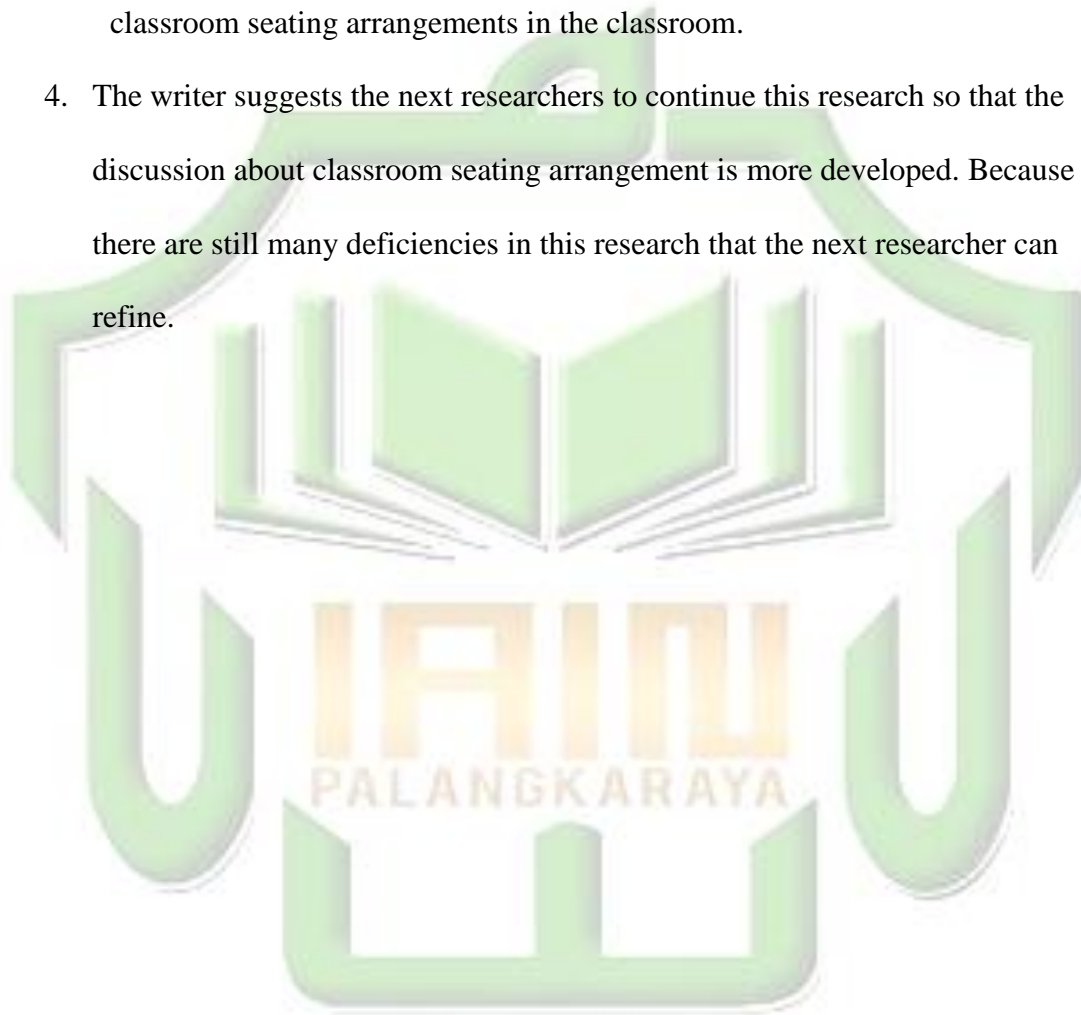 classroom seating arrangements in the classroom.
4. The writer suggests the next researchers to continue this research so that the
discussion about classroom seating arrangement is more developed. Because
there are still many deficiencies in this research that the next researcher can
refine.
IAIN
PALANGKARAYA